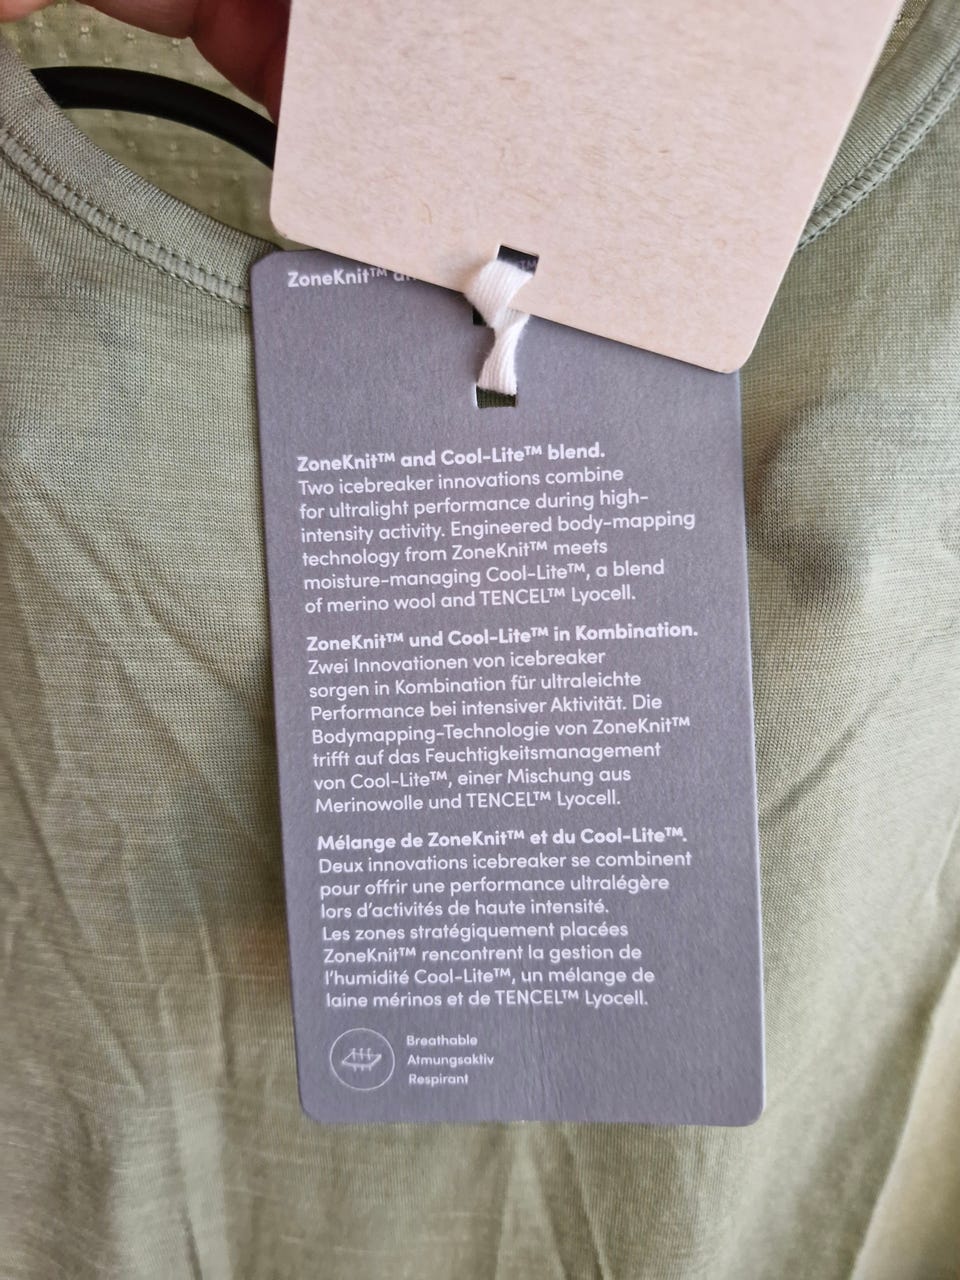 ZoneKnit™
ZoneKnit™ and Cool-Lite™ blend.
Two icebreaker innovations combine
for ultralight performance during high-
intensity activity. Engineered body-mapping
technology from ZoneKnit™ meets
moisture-managing Cool-Lite™, a blend
of merino wool and TENCEL™ Lyocell.
ZoneKnit™ und Cool-Lite™ in Kombination.
Zwei Innovationen von icebreaker
sorgen in Kombination für ultraleichte
Performance bei intensiver Aktivität. Die
Bodymapping-Technologie von ZoneKnit™
trifft auf das Feuchtigkeitsmanagement
von Cool-Lite™, einer Mischung aus
Merinowolle und TENCEL™ Lyocell.
Mélange de ZoneKnit™ et du Cool-Lite™.
Deux innovations icebreaker se combinent
pour offrir une performance ultralégère
lors d'activités de haute intensité.
Les zones stratégiquement placées
ZoneKnit™ rencontrent la gestion de
l'humidité Cool-Lite™, un mélange de
laine mérinos et de TENCEL™ Lyocell.
Breathable
Atmungsaktiv
Respirant